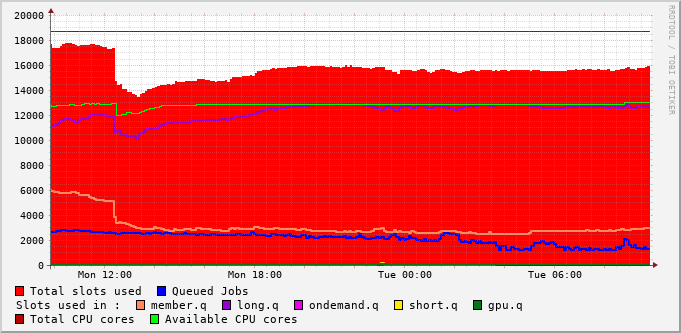 20000
18000
16000
14000
12000
10000
8000
6000
4000
2000
0
Mon 12:00 Mon 18:00 Tue 00:00 Tue 06:00
RRDTOOL / TOBI OETIKER
Total slots used Queued Jobs
Slots used in : member.q long.q ondemand.q short.q gpu.q
Total CPU cores Available CPU cores